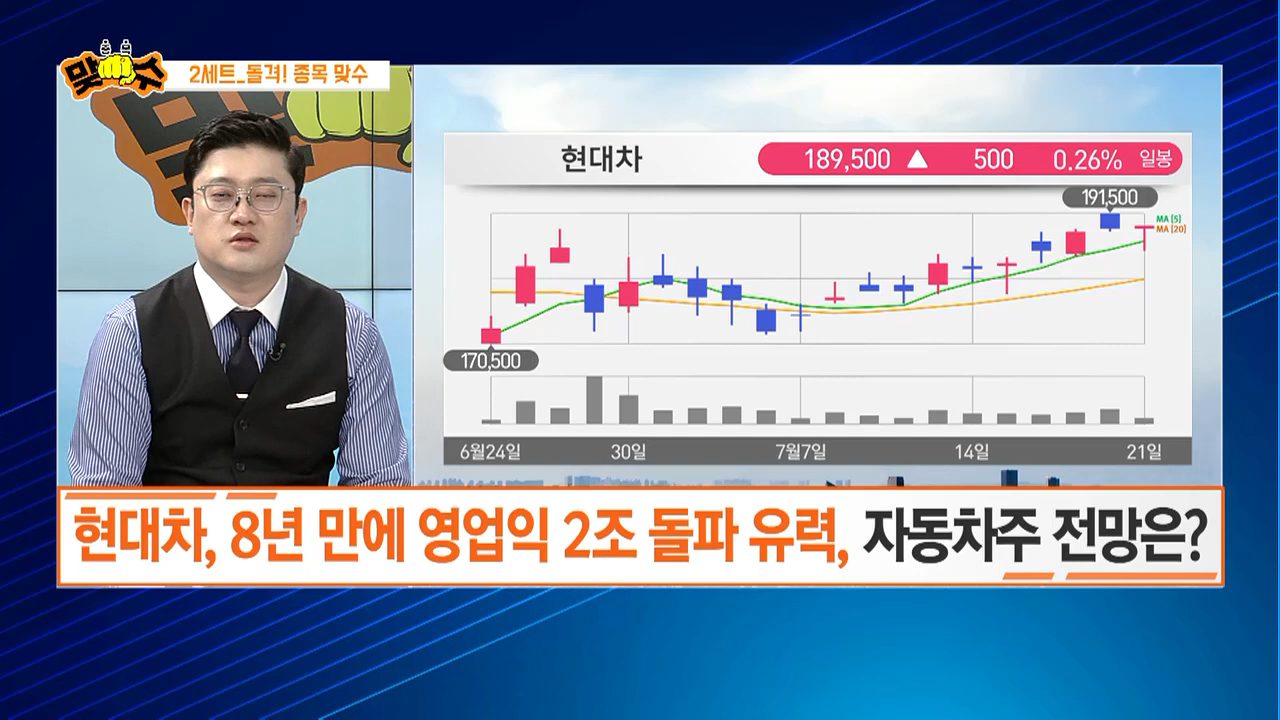 맞수
2세트_돌격! 종목 맞수
현대차
189,500 ▲ 500 0.26% 일봉
191,500
MA [5]
MA [20]
170,500
6월24일 30일 7월7일 14일 21일
현대차, 8년 만에 영업익 2조 돌파 유력, 자동차주 전망은?